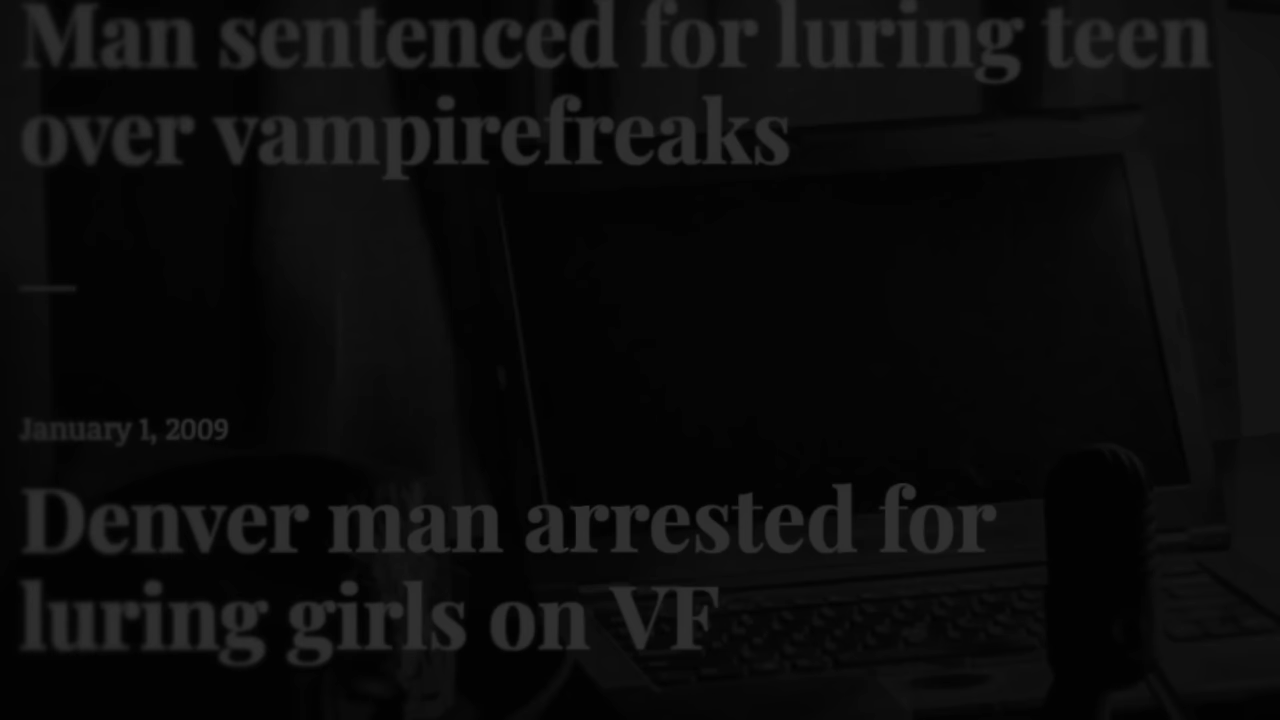 Man sentenced for luring teen
over vampirefreaks
January 1, 2009
Denver man arrested for
luring girls on VF